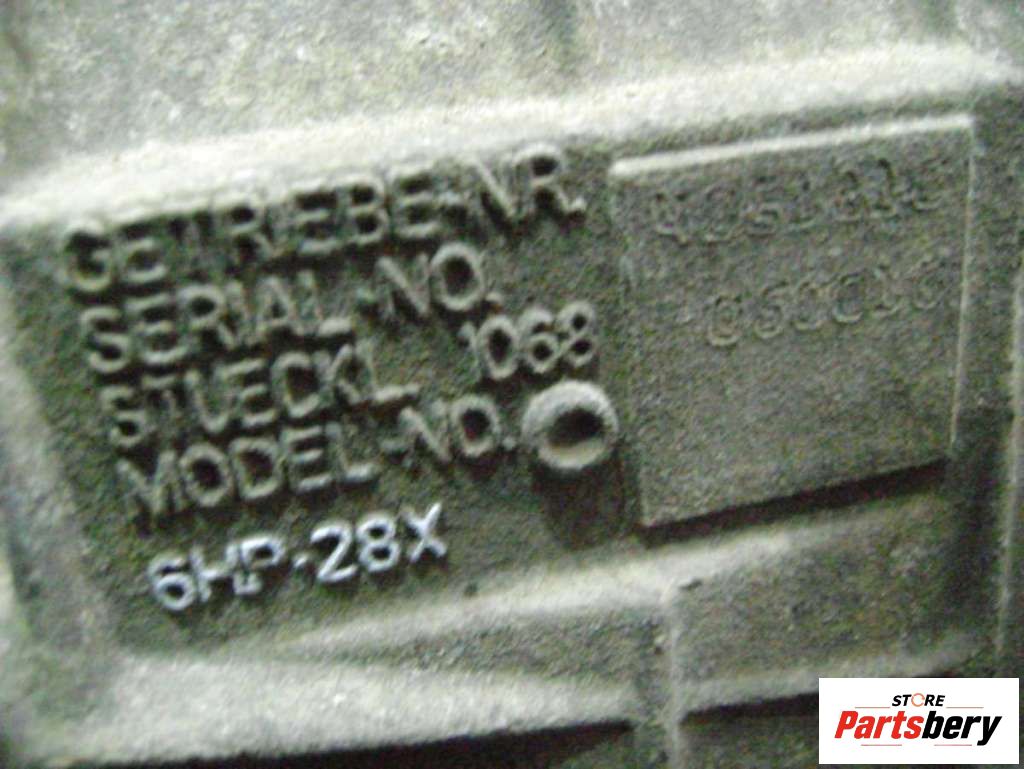 GETRIEBE-NR.
SERIAL-NO.
STUECKL. 1068
MODEL-NO.
6HP-28X
STORE
Partsbery